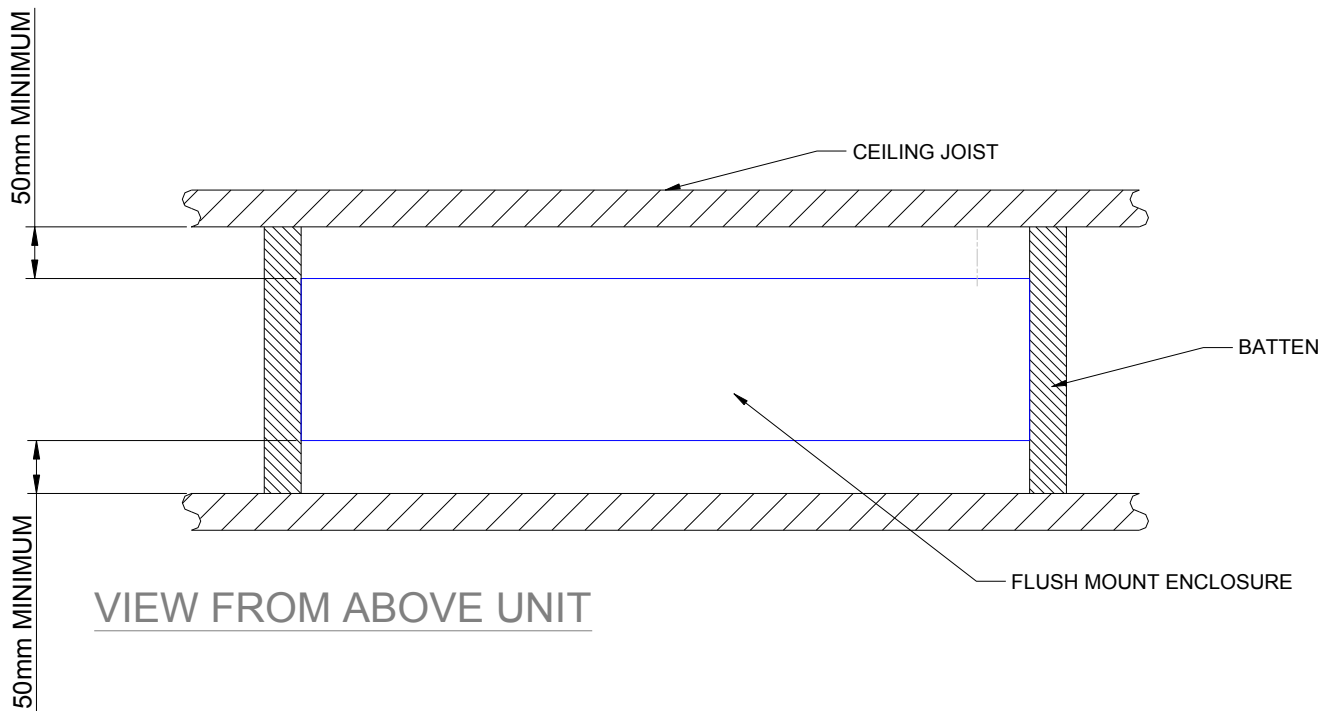 50mm MINIMUM
CEILING JOIST
BATTEN
50mm MINIMUM
FLUSH MOUNT ENCLOSURE
VIEW FROM ABOVE UNIT